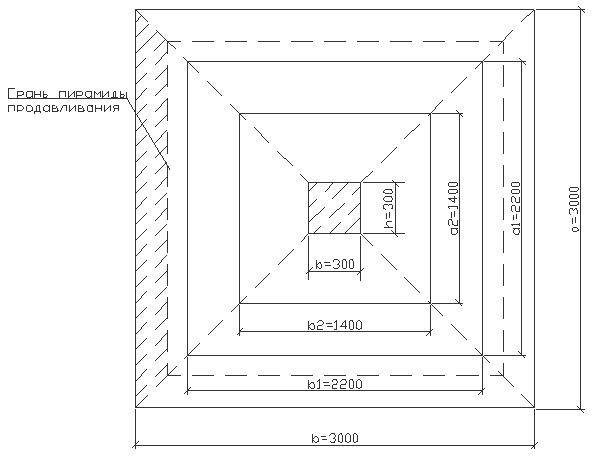 Грань пирамиды
продавливания
h=300
a2=1400
a1=2200
a=3000
b=300
b2=1400
b1=2200
b=3000